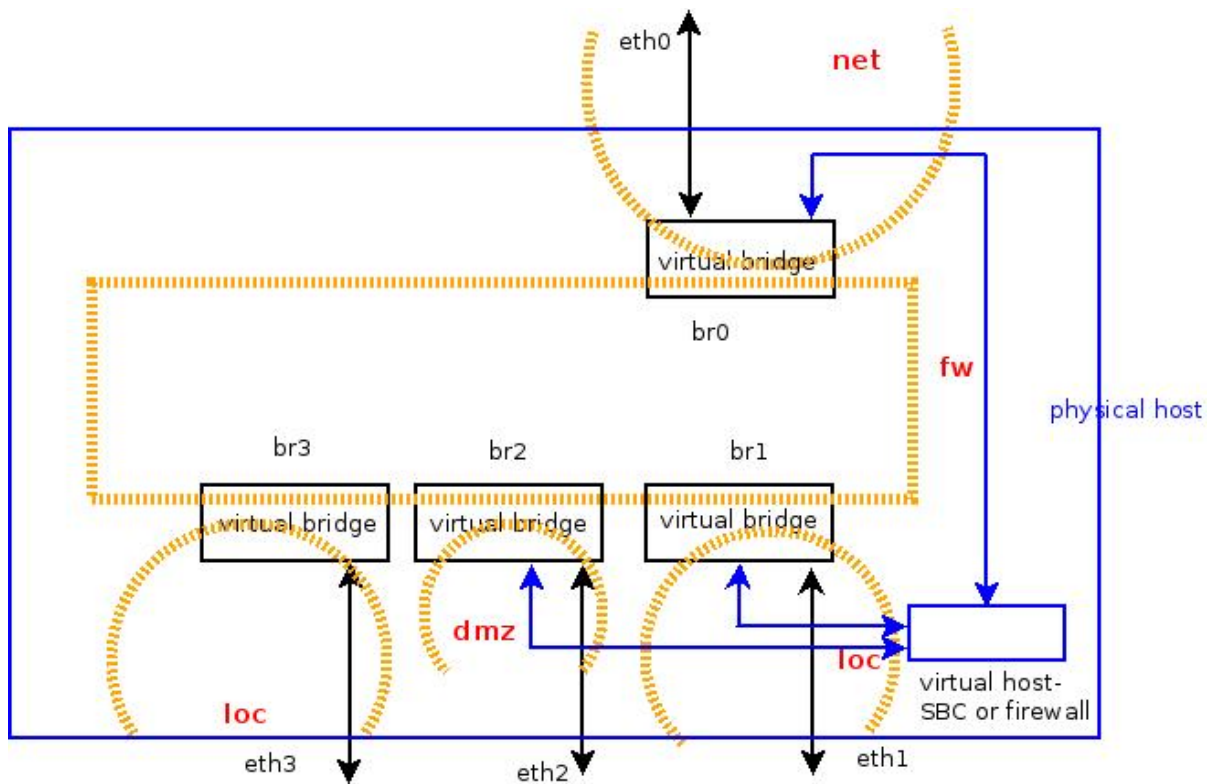 eth0
net
virtual bridge
br0
fw
physical host
br3
br2
br1
virtual bridge
virtual bridge
virtual bridge
dmz
loc
loc
virtual host-
SBC or firewall
eth3
eth2
eth1